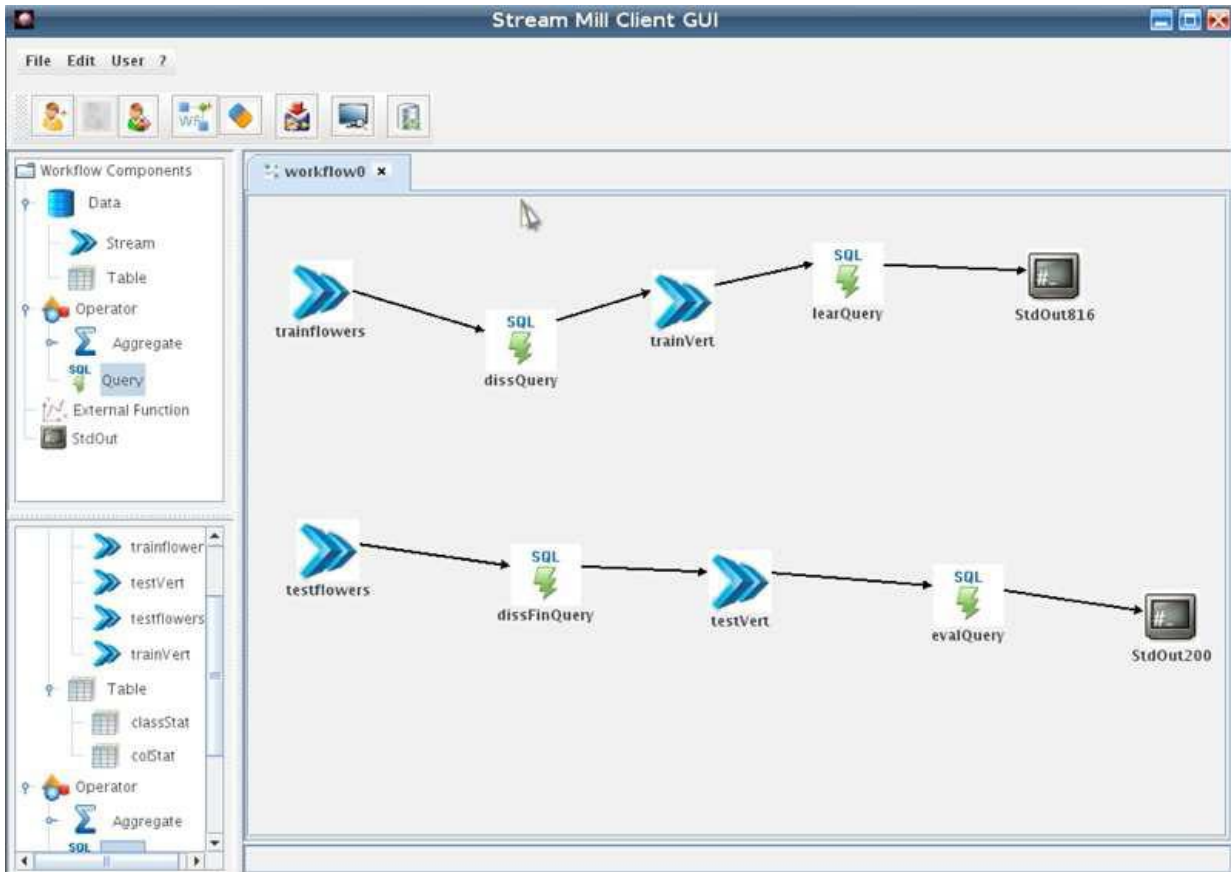 Stream Mill Client GUI
File Edit User ?
WF
Workflow Components
Data
Stream
Table
Operator
Aggregate
SQL
Query
External Function
StdOut
trainflower
testVert
testflowers
trainVert
Table
classStat
colStat
Operator
Aggregate
SQL
workflow0 ×
trainflowers
SQL
dissQuery
trainVert
SQL
learQuery
#_
StdOut816
testflowers
SQL
dissFinQuery
testVert
SQL
evalQuery
#_
StdOut200